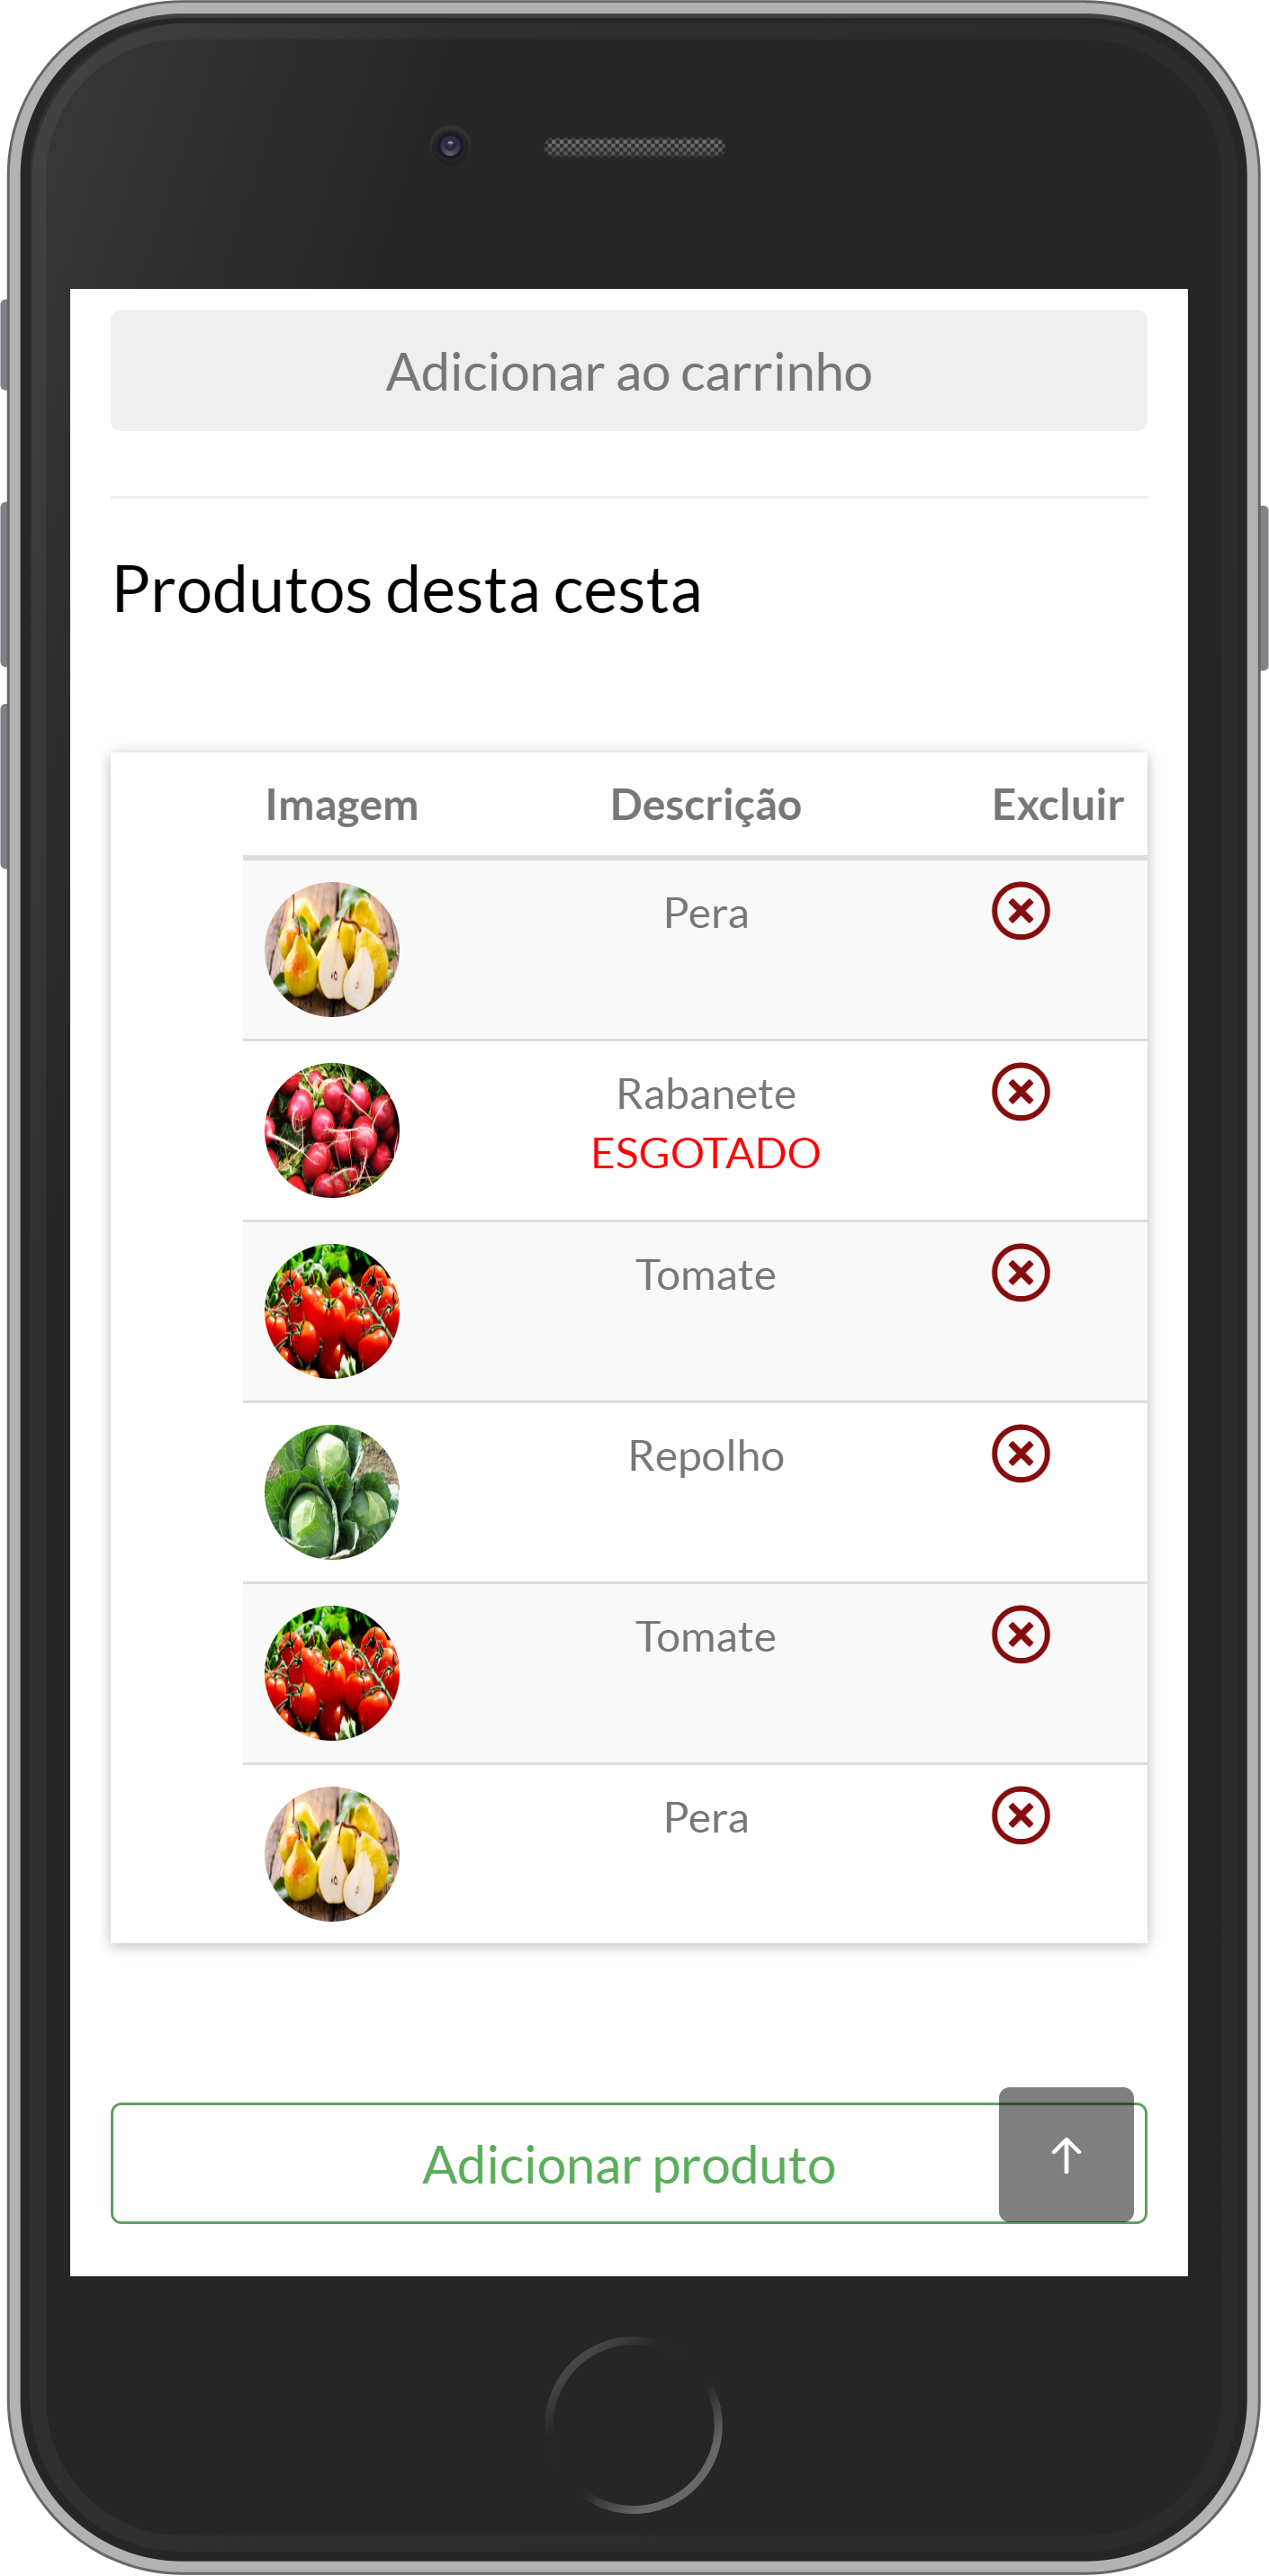 Adicionar ao carrinho
Produtos desta cesta
Imagem Descrição Excluir
Pera
Rabanete
ESGOTADO
Tomate
Repolho
Tomate
Pera
Adicionar produto